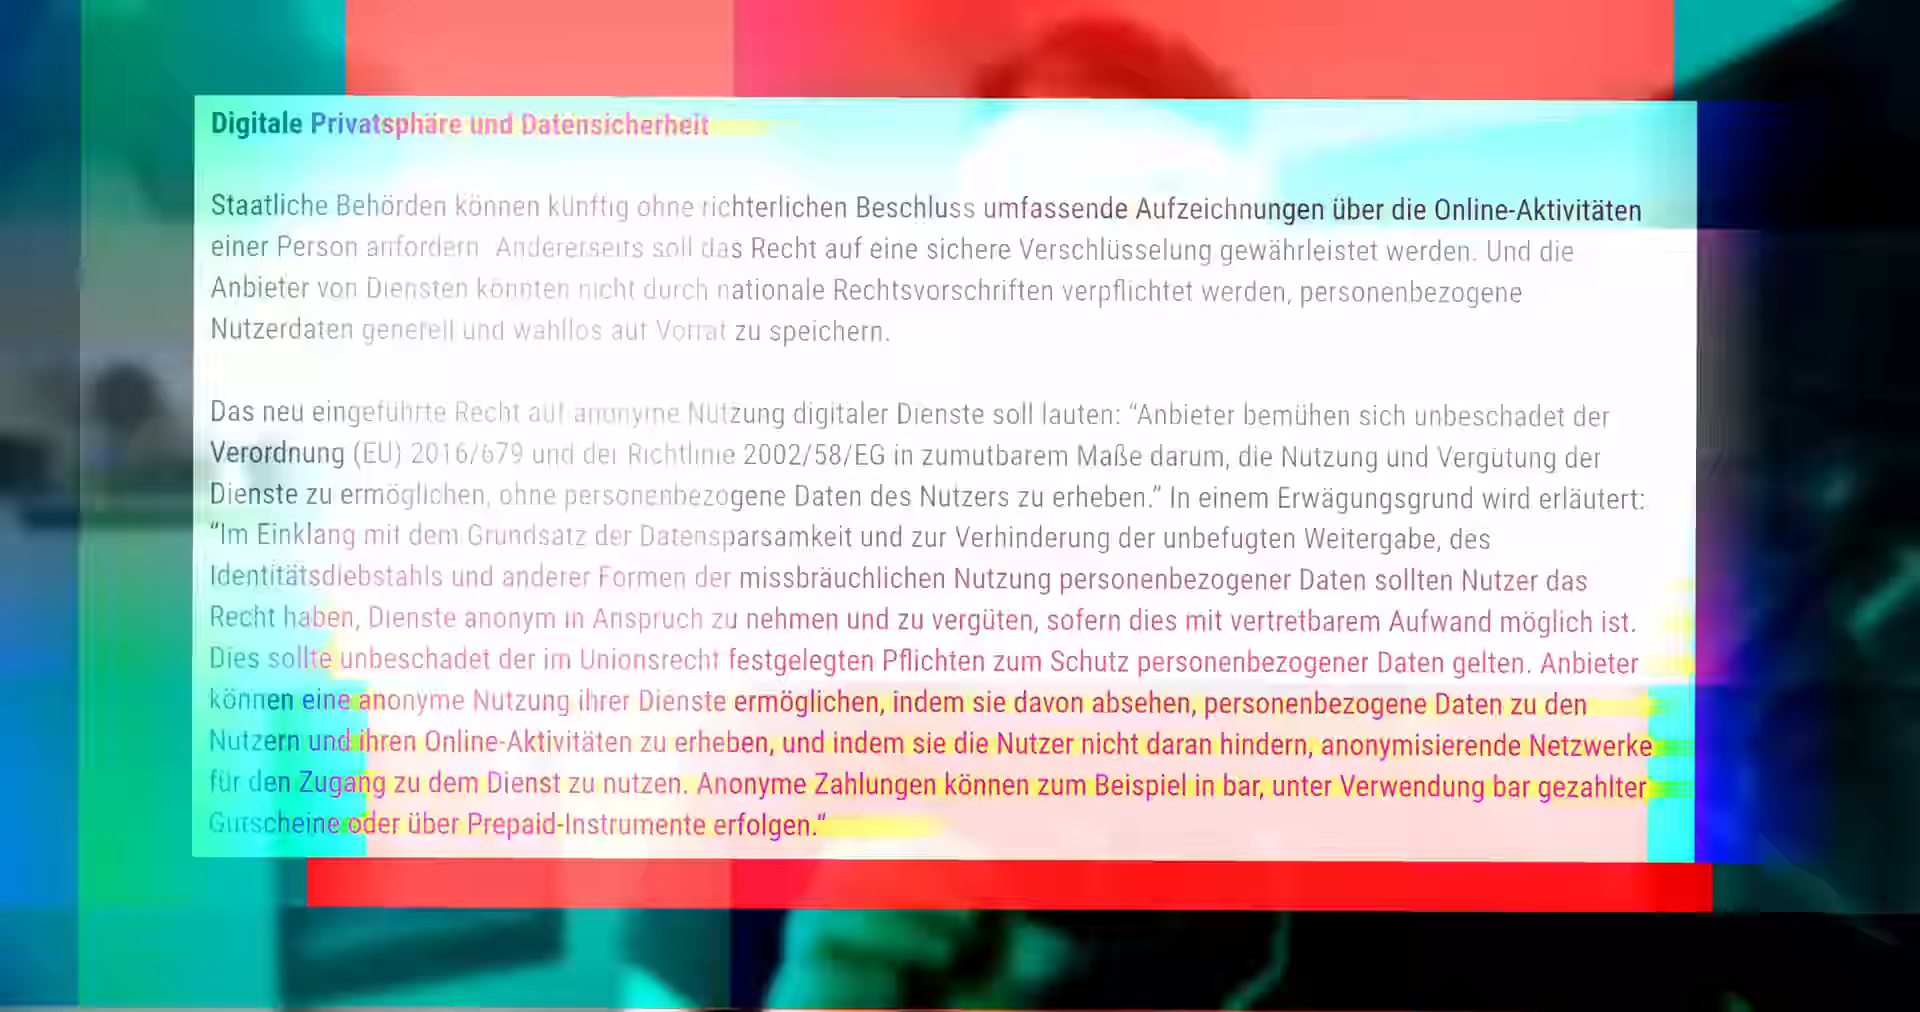 Digitale Privatsphäre und Datensicherheit
Staatliche Behörden können künftig ohne richterlichen Beschluss umfassende Aufzeichnungen über die Online-Aktivitäten
einer Person anfordern. Andererseits soll das Recht auf eine sichere Verschlüsselung gewährleistet werden. Und die
Anbieter von Diensten könnten nicht durch nationale Rechtsvorschriften verpflichtet werden, personenbezogene
Nutzerdaten generell und wahllos auf Vorrat zu speichern.
Das neu eingeführte Recht auf anonyme Nutzung digitaler Dienste soll lauten: “Anbieter bemühen sich unbeschadet der
Verordnung (EU) 2016/679 und der Richtlinie 2002/58/EG in zumutbarem Maße darum, die Nutzung und Vergütung der
Dienste zu ermöglichen, ohne personenbezogene Daten des Nutzers zu erheben.” In einem Erwägungsgrund wird erläutert:
“Im Einklang mit dem Grundsatz der Datensparsamkeit und zur Verhinderung der unbefugten Weitergabe, des
Identitätsdiebstahls und anderer Formen der missbräuchlichen Nutzung personenbezogener Daten sollten Nutzer das
Recht haben, Dienste anonym in Anspruch zu nehmen und zu vergüten, sofern dies mit vertretbarem Aufwand möglich ist.
Dies sollte unbeschadet der im Unionsrecht festgelegten Pflichten zum Schutz personenbezogener Daten gelten. Anbieter
können eine anonyme Nutzung ihrer Dienste ermöglichen, indem sie davon absehen, personenbezogene Daten zu den
Nutzern und ihren Online-Aktivitäten zu erheben, und indem sie die Nutzer nicht daran hindern, anonymisierende Netzwerke
für den Zugang zu dem Dienst zu nutzen. Anonyme Zahlungen können zum Beispiel in bar, unter Verwendung bar gezahlter
Gutscheine oder über Prepaid-Instrumente erfolgen.“